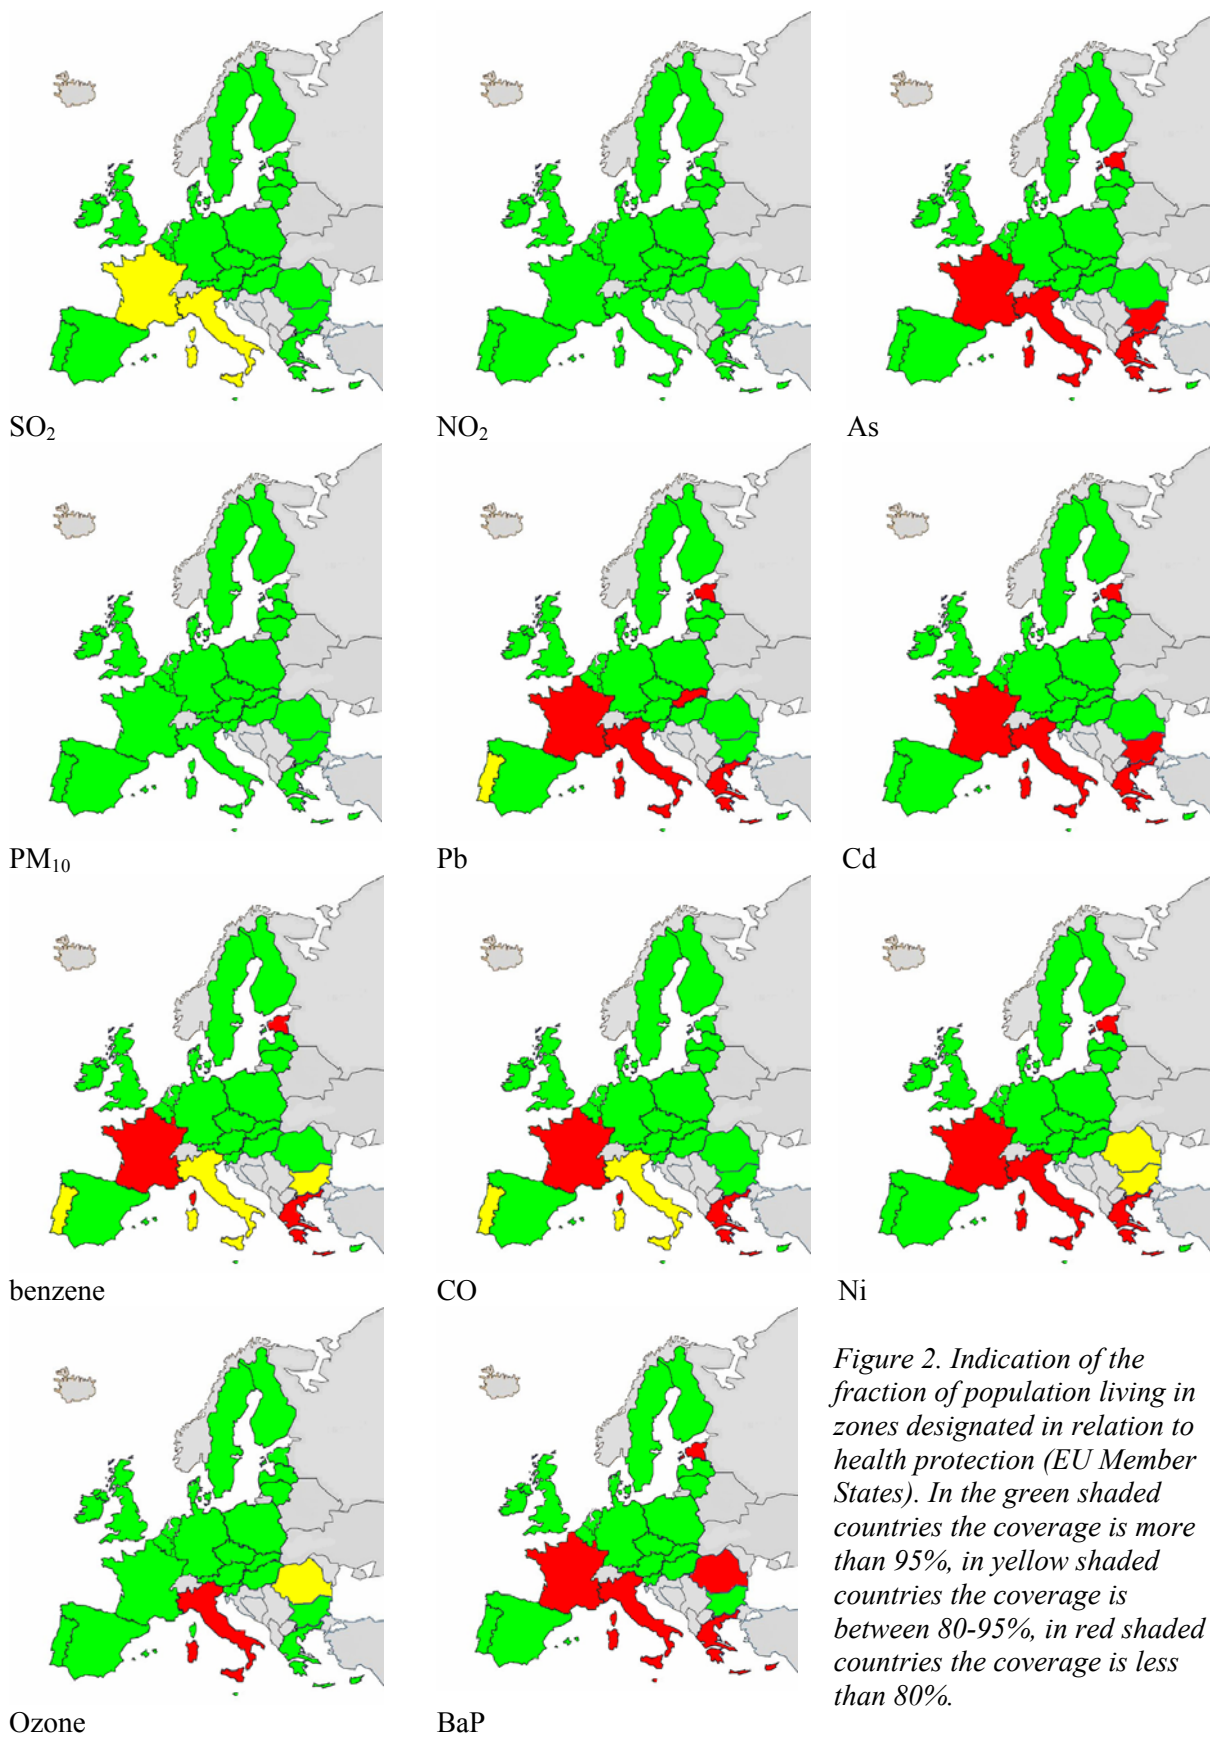 SO₂
NO₂
As
PM₁₀
Pb
Cd
benzene
CO
Ni
Figure 2. Indication of the
fraction of population living in
zones designated in relation to
health protection (EU Member
States). In the green shaded
countries the coverage is more
than 95%, in yellow shaded
countries the coverage is
between 80-95%, in red shaded
countries the coverage is less
than 80%.
Ozone
BaP